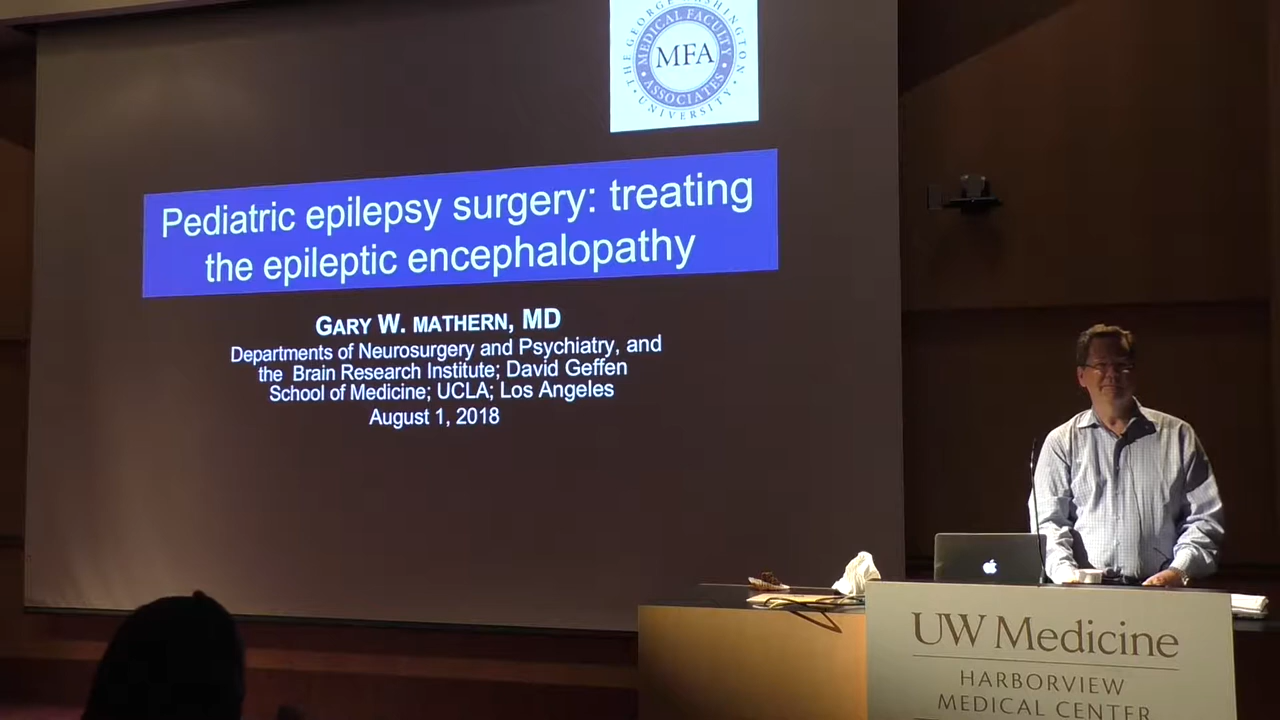 THE GEORGE WASHINGTON UNIVERSITY
MEDICAL FACULTY ASSOCIATES
MFA
Pediatric epilepsy surgery: treating
the epileptic encephalopathy
GARY W. MATHERN, MD
Departments of Neurosurgery and Psychiatry, and
the Brain Research Institute; David Geffen
School of Medicine; UCLA; Los Angeles
August 1, 2018
UW Medicine
HARBORVIEW
MEDICAL CENTER